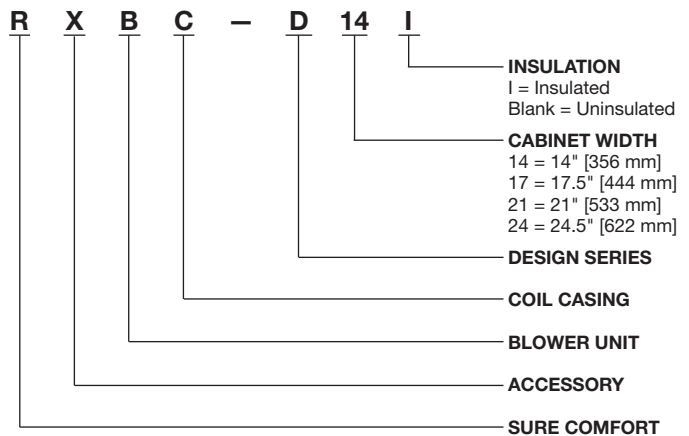 R X B C – D 14 I
INSULATION
I = Insulated
Blank = Uninsulated
CABINET WIDTH
14 = 14" [356 mm]
17 = 17.5" [444 mm]
21 = 21" [533 mm]
24 = 24.5" [622 mm]
DESIGN SERIES
COIL CASING
BLOWER UNIT
ACCESSORY
SURE COMFORT